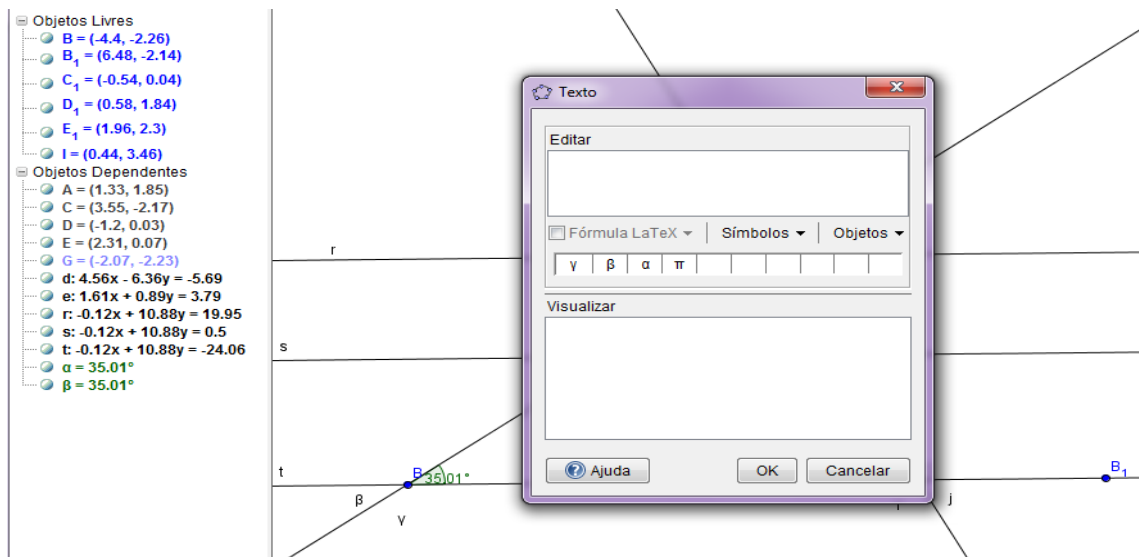 Objetos Livres
B = (-4.4, -2.26)
B₁ = (6.48, -2.14)
C₁ = (-0.54, 0.04)
D₁ = (0.58, 1.84)
E₁ = (1.96, 2.3)
I = (0.44, 3.46)
Objetos Dependentes
A = (1.33, 1.85)
C = (3.55, -2.17)
D = (-1.2, 0.03)
E = (2.31, 0.07)
G = (-2.07, -2.23)
d: 4.56x - 6.36y = -5.69
e: 1.61x + 0.89y = 3.79
r: -0.12x + 10.88y = 19.95
s: -0.12x + 10.88y = 0.5
t: -0.12x + 10.88y = -24.06
α = 35.01°
β = 35.01°
r
s
t
B
35.01°
β
γ
j
B₁
Texto
Editar
Fórmula LaTeX Símbolos Objetos
γ β α π
Visualizar
Ajuda OK Cancelar